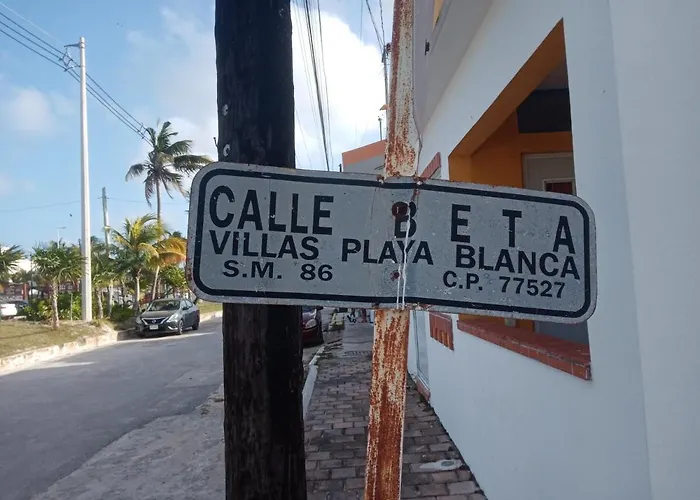 CALLE BETA
VILLAS PLAYA BLANCA
S.M. 86 C.P. 77527